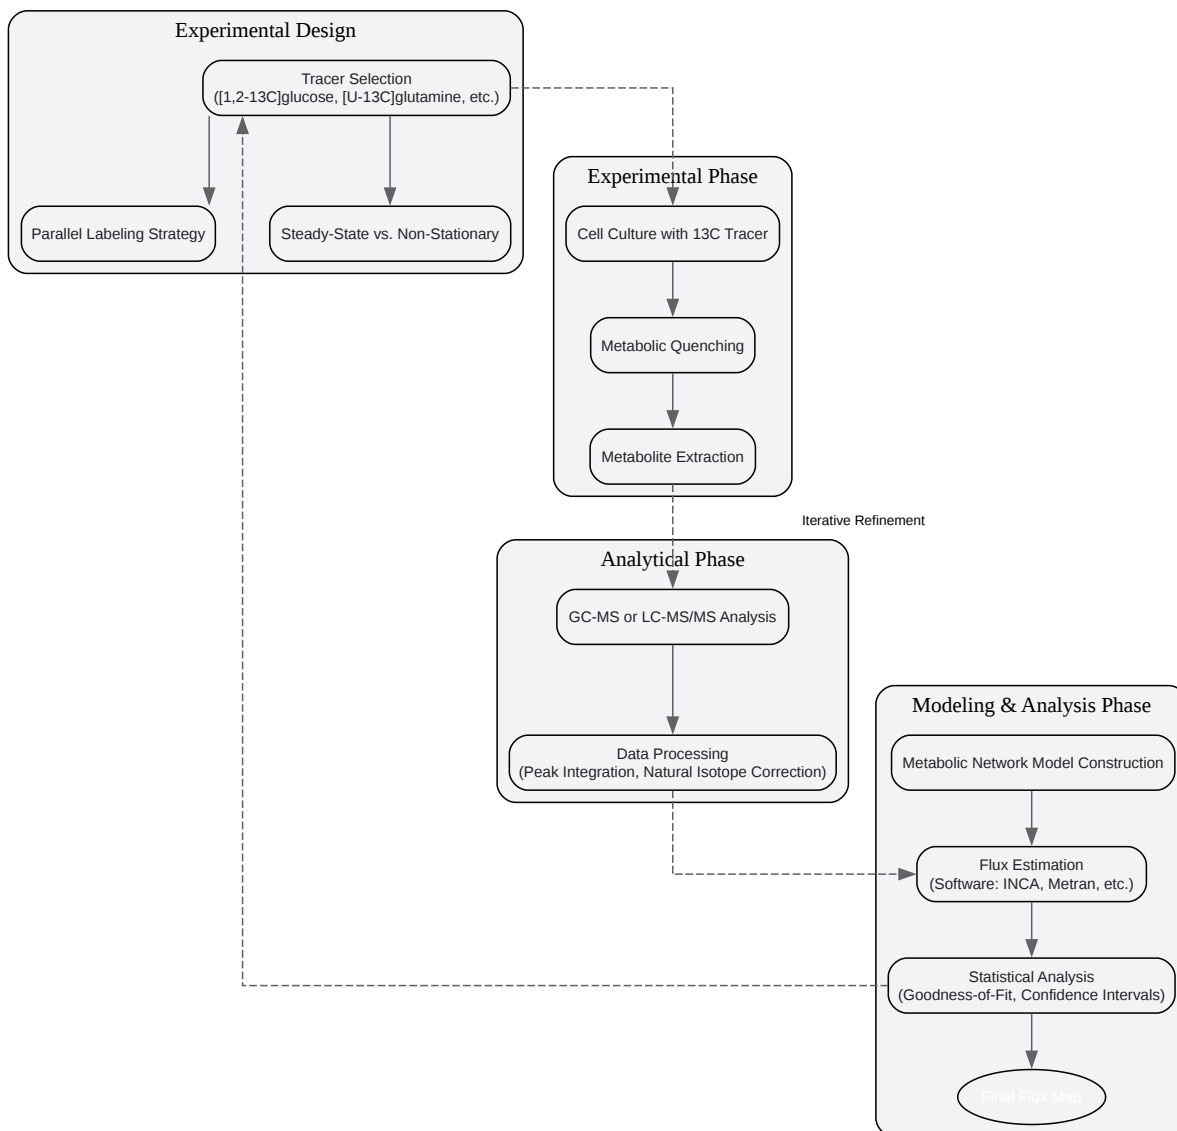 Experimental Design
Tracer Selection
([1,2-13C]glucose, [U-13C]glutamine, etc.)
Parallel Labeling Strategy
Steady-State vs. Non-Stationary
Experimental Phase
Cell Culture with 13C Tracer
Metabolic Quenching
Metabolite Extraction
Iterative Refinement
Analytical Phase
GC-MS or LC-MS/MS Analysis
Data Processing
(Peak Integration, Natural Isotope Correction)
Modeling & Analysis Phase
Metabolic Network Model Construction
Flux Estimation
(Software: INCA, Metran, etc.)
Statistical Analysis
(Goodness-of-Fit, Confidence Intervals)
Final Flux Map